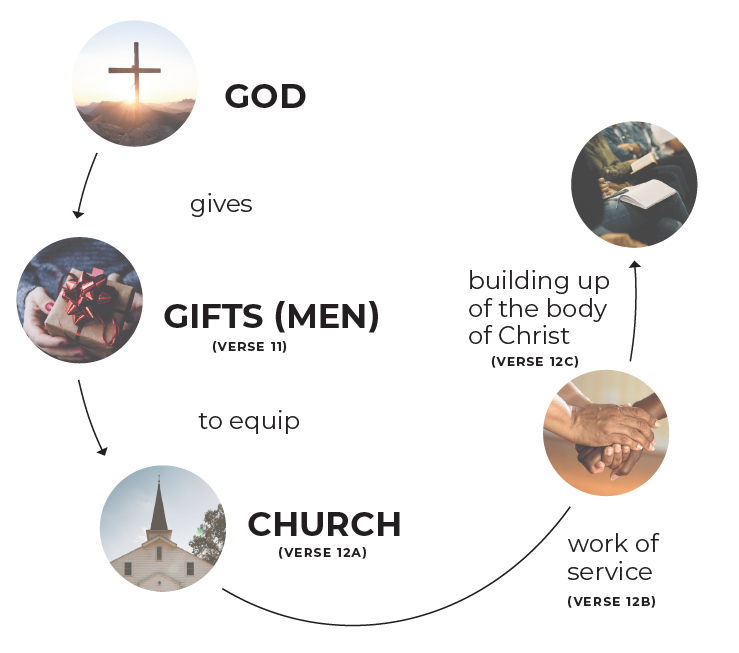 GOD
gives
GIFTS (MEN)
(VERSE 11)
to equip
CHURCH
(VERSE 12A)
work of
service
(VERSE 12B)
building up
of the body
of Christ
(VERSE 12C)